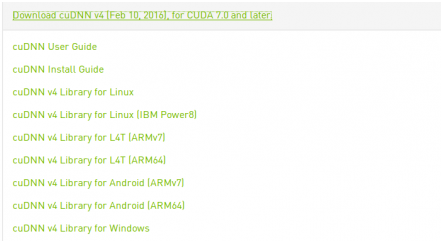 Download cuDNN v4 (Feb 10, 2016), for CUDA 7.0 and later.
cuDNN User Guide
cuDNN Install Guide
cuDNN v4 Library for Linux
cuDNN v4 Library for Linux (IBM Power8)
cuDNN v4 Library for L4T (ARMv7)
cuDNN v4 Library for L4T (ARM64)
cuDNN v4 Library for Android (ARMv7)
cuDNN v4 Library for Android (ARM64)
cuDNN v4 Library for Windows